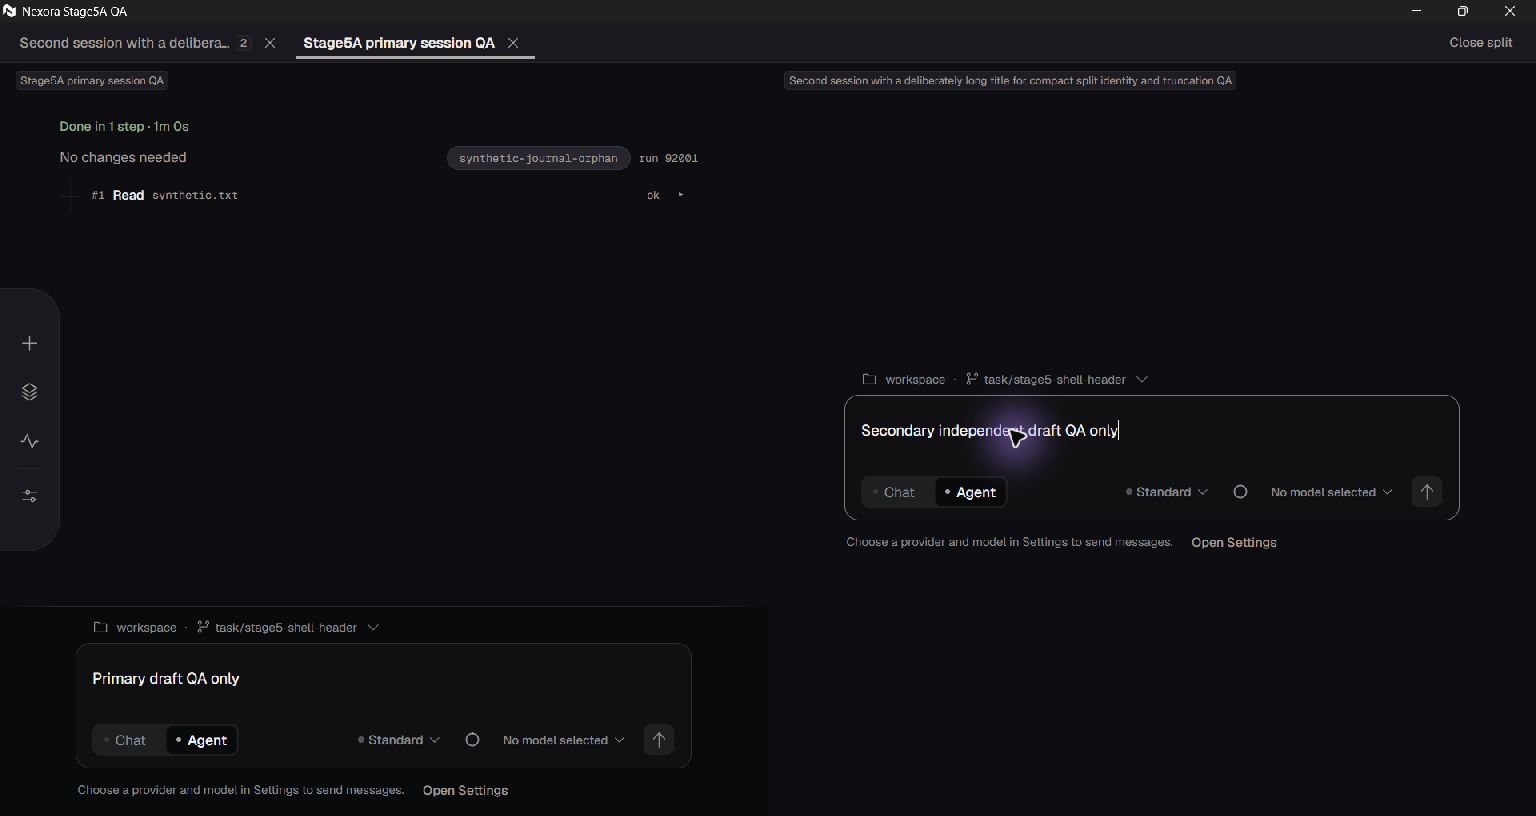 Nexora Stage5A QA
Second session with a delibera... 2
Stage5A primary session QA
Close split
Stage5A primary session QA
Done in 1 step · 1m 0s
No changes needed
synthetic-journal-orphan run 92001
#1 Read synthetic.txt ok
workspace · task/stage5-shell-header
Primary draft QA only
Chat Agent Standard No model selected
Choose a provider and model in Settings to send messages. Open Settings
Second session with a deliberately long title for compact split identity and truncation QA
workspace · task/stage5-shell-header
Secondary independent draft QA only
Chat Agent Standard No model selected
Choose a provider and model in Settings to send messages. Open Settings